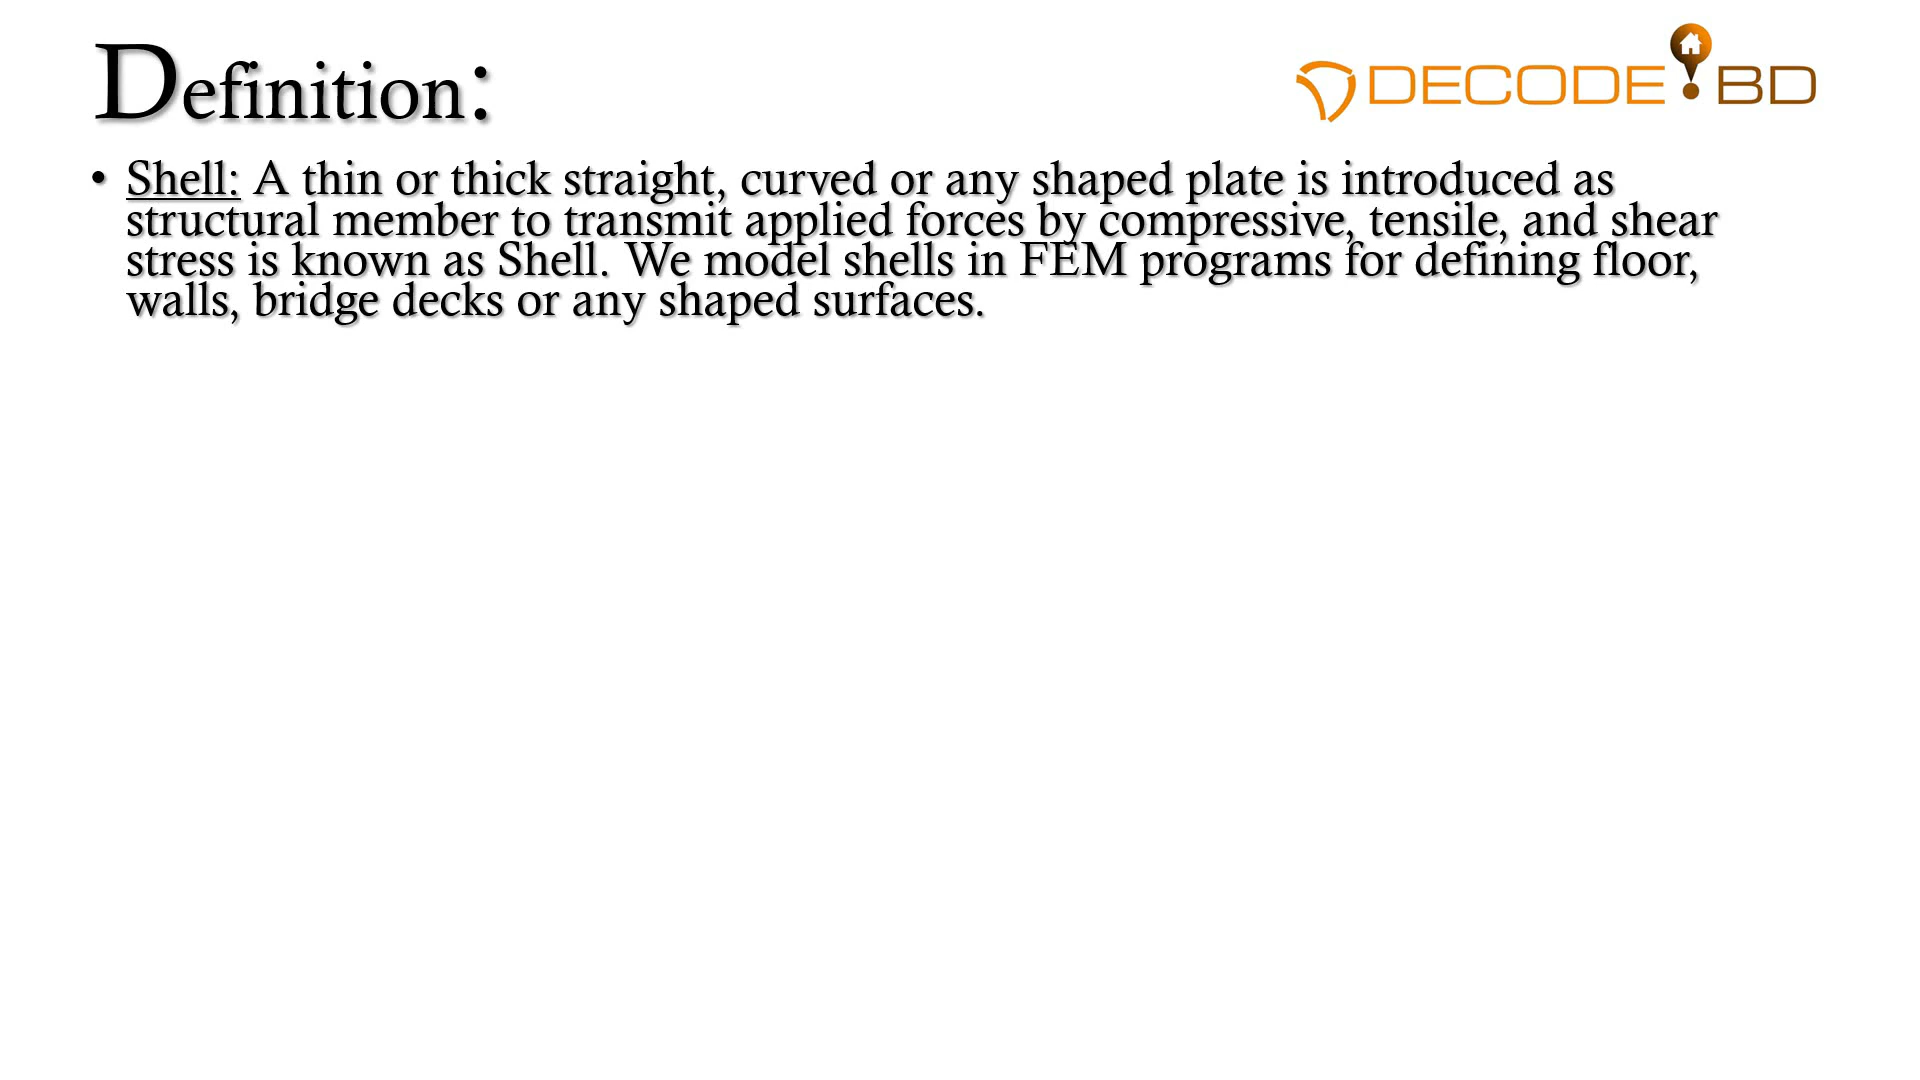 Definition:
DECODE BD
• Shell: A thin or thick straight, curved or any shaped plate is introduced as
structural member to transmit applied forces by compressive, tensile, and shear
stress is known as Shell. We model shells in FEM programs for defining floor,
walls, bridge decks or any shaped surfaces.